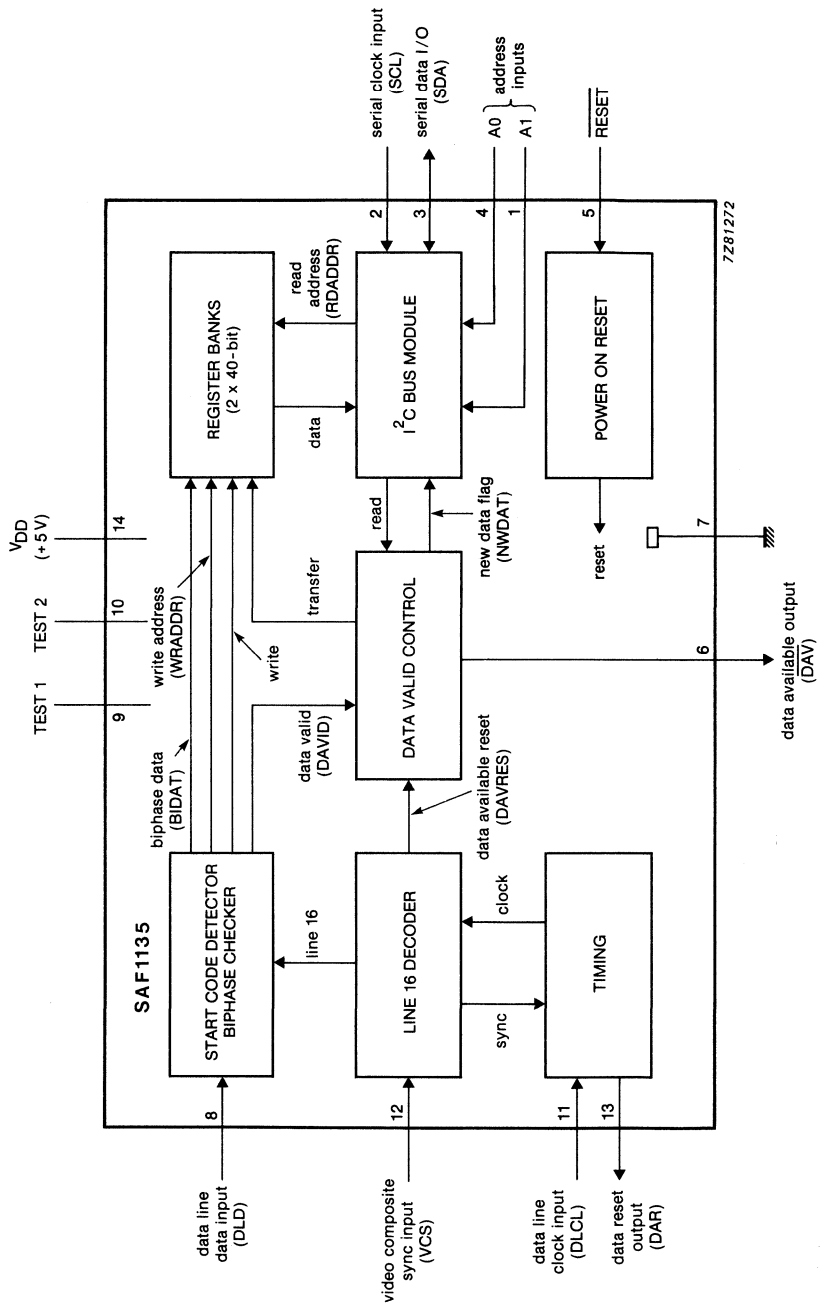 TEST 1
TEST 2
VDD
(+5V)
9
10
14
SAF1135
data line
data input
(DLD)
8
START CODE DETECTOR
BIPHASE CHECKER
biphase data
(BIDAT)
write address
(WRADDR)
write
data valid
(DAVID)
transfer
REGISTER BANKS
(2 x 40-bit)
line 16
data
read
address
(RDADDR)
video composite
sync input
(VCS)
12
LINE 16 DECODER
data available reset
(DAVRES)
DATA VALID CONTROL
read
new data flag
(NWDAT)
I²C BUS MODULE
2
serial clock input
(SCL)
3
serial data I/O
(SDA)
4
A0
1
A1
address
inputs
sync
clock
data line
clock input
(DLCL)
11
data reset
output
(DAR)
13
TIMING
6
data available output
(DAV)
reset
7
POWER ON RESET
5
RESET
7Z81272